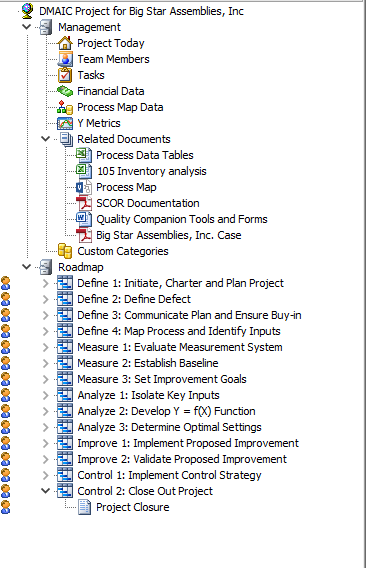 DMAIC Project for Big Star Assemblies, Inc
Management
Project Today
Team Members
Tasks
Financial Data
Process Map Data
Y Metrics
Related Documents
Process Data Tables
105 Inventory analysis
Process Map
SCOR Documentation
Quality Companion Tools and Forms
Big Star Assemblies, Inc. Case
Custom Categories
Roadmap
Define 1: Initiate, Charter and Plan Project
Define 2: Define Defect
Define 3: Communicate Plan and Ensure Buy-in
Define 4: Map Process and Identify Inputs
Measure 1: Evaluate Measurement System
Measure 2: Establish Baseline
Measure 3: Set Improvement Goals
Analyze 1: Isolate Key Inputs
Analyze 2: Develop Y = f(X) Function
Analyze 3: Determine Optimal Settings
Improve 1: Implement Proposed Improvement
Improve 2: Validate Proposed Improvement
Control 1: Implement Control Strategy
Control 2: Close Out Project
Project Closure